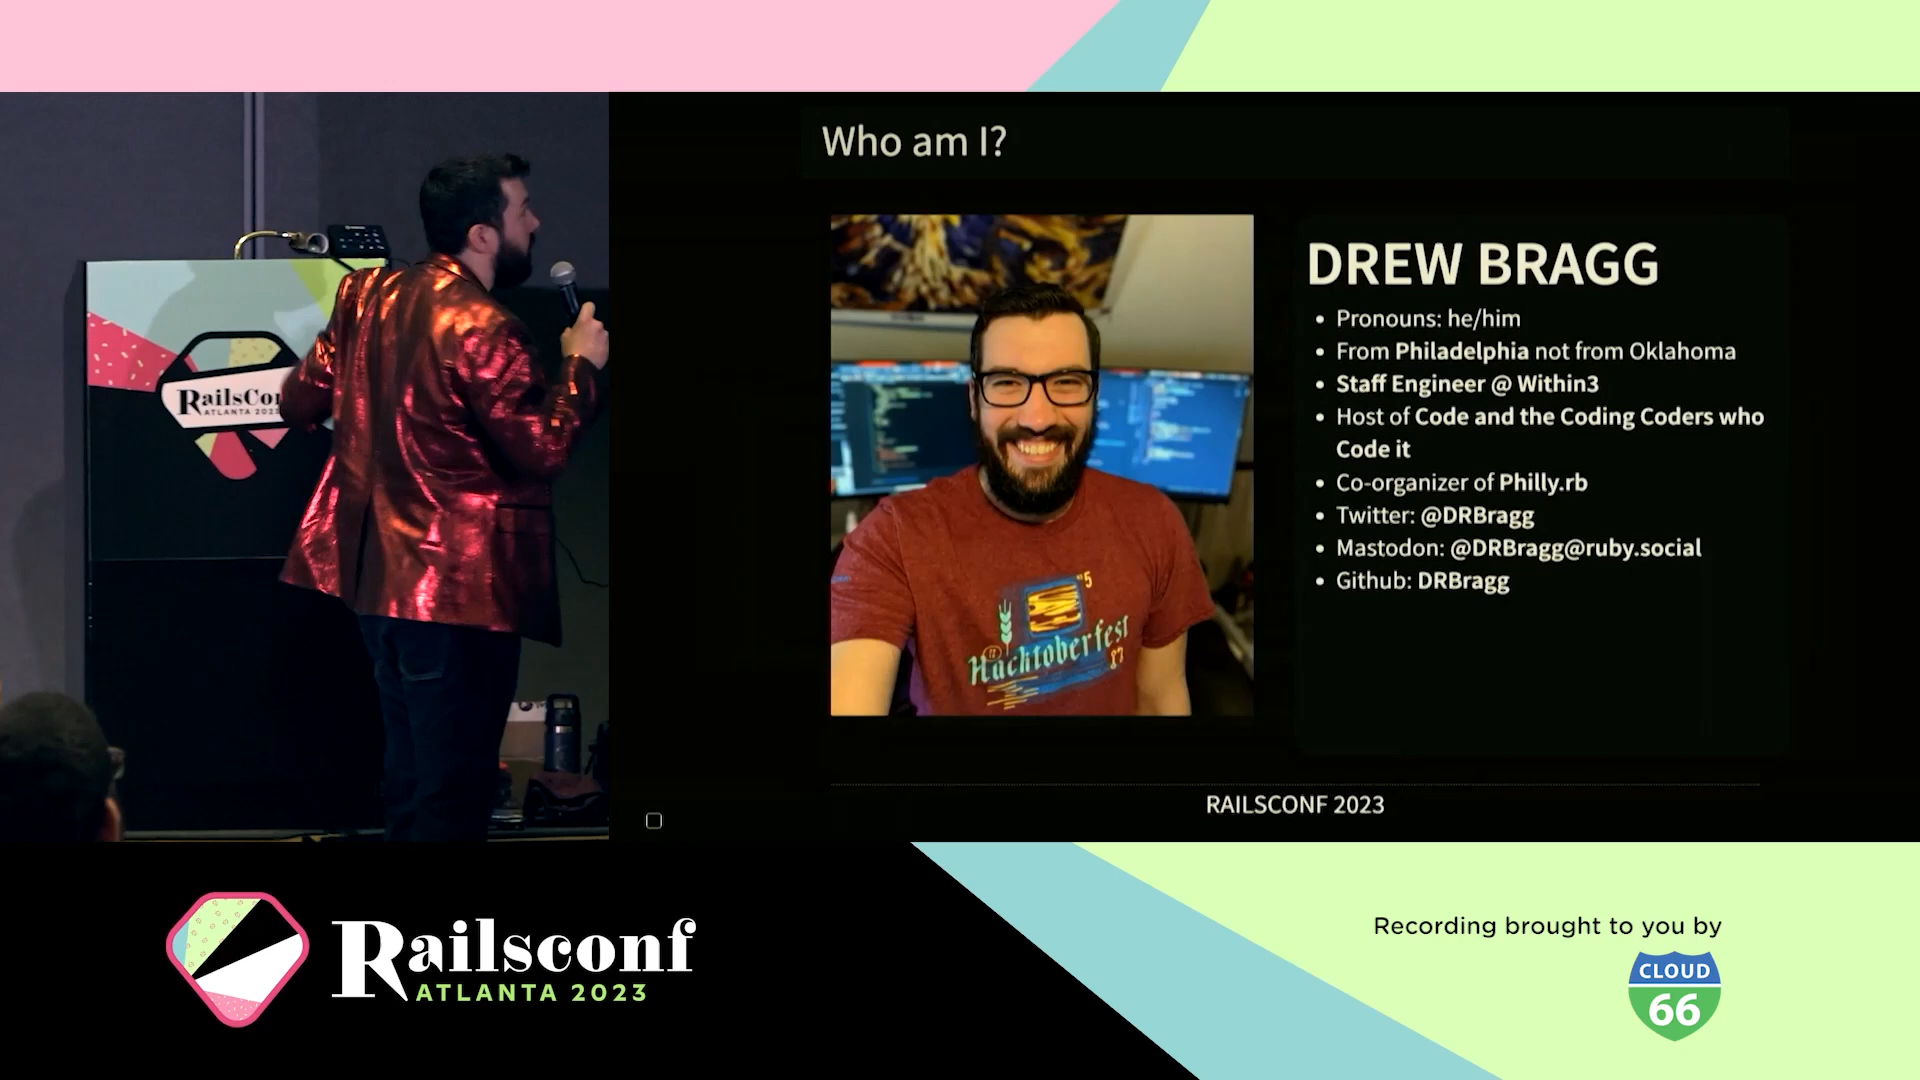 Who am I?
DREW BRAGG
Pronouns: he/him
From Philadelphia not from Oklahoma
Staff Engineer @ Within3
Host of Code and the Coding Coders who
Code it
Co-organizer of Philly.rb
Twitter: @DRBragg
Mastodon: @DRBragg@ruby.social
Github: DRBragg
Hacktoberfest
RAILSCONF 2023
RailsCon
ATLANTA 2023
Railsconf
ATLANTA 2023
Recording brought to you by
CLOUD
66